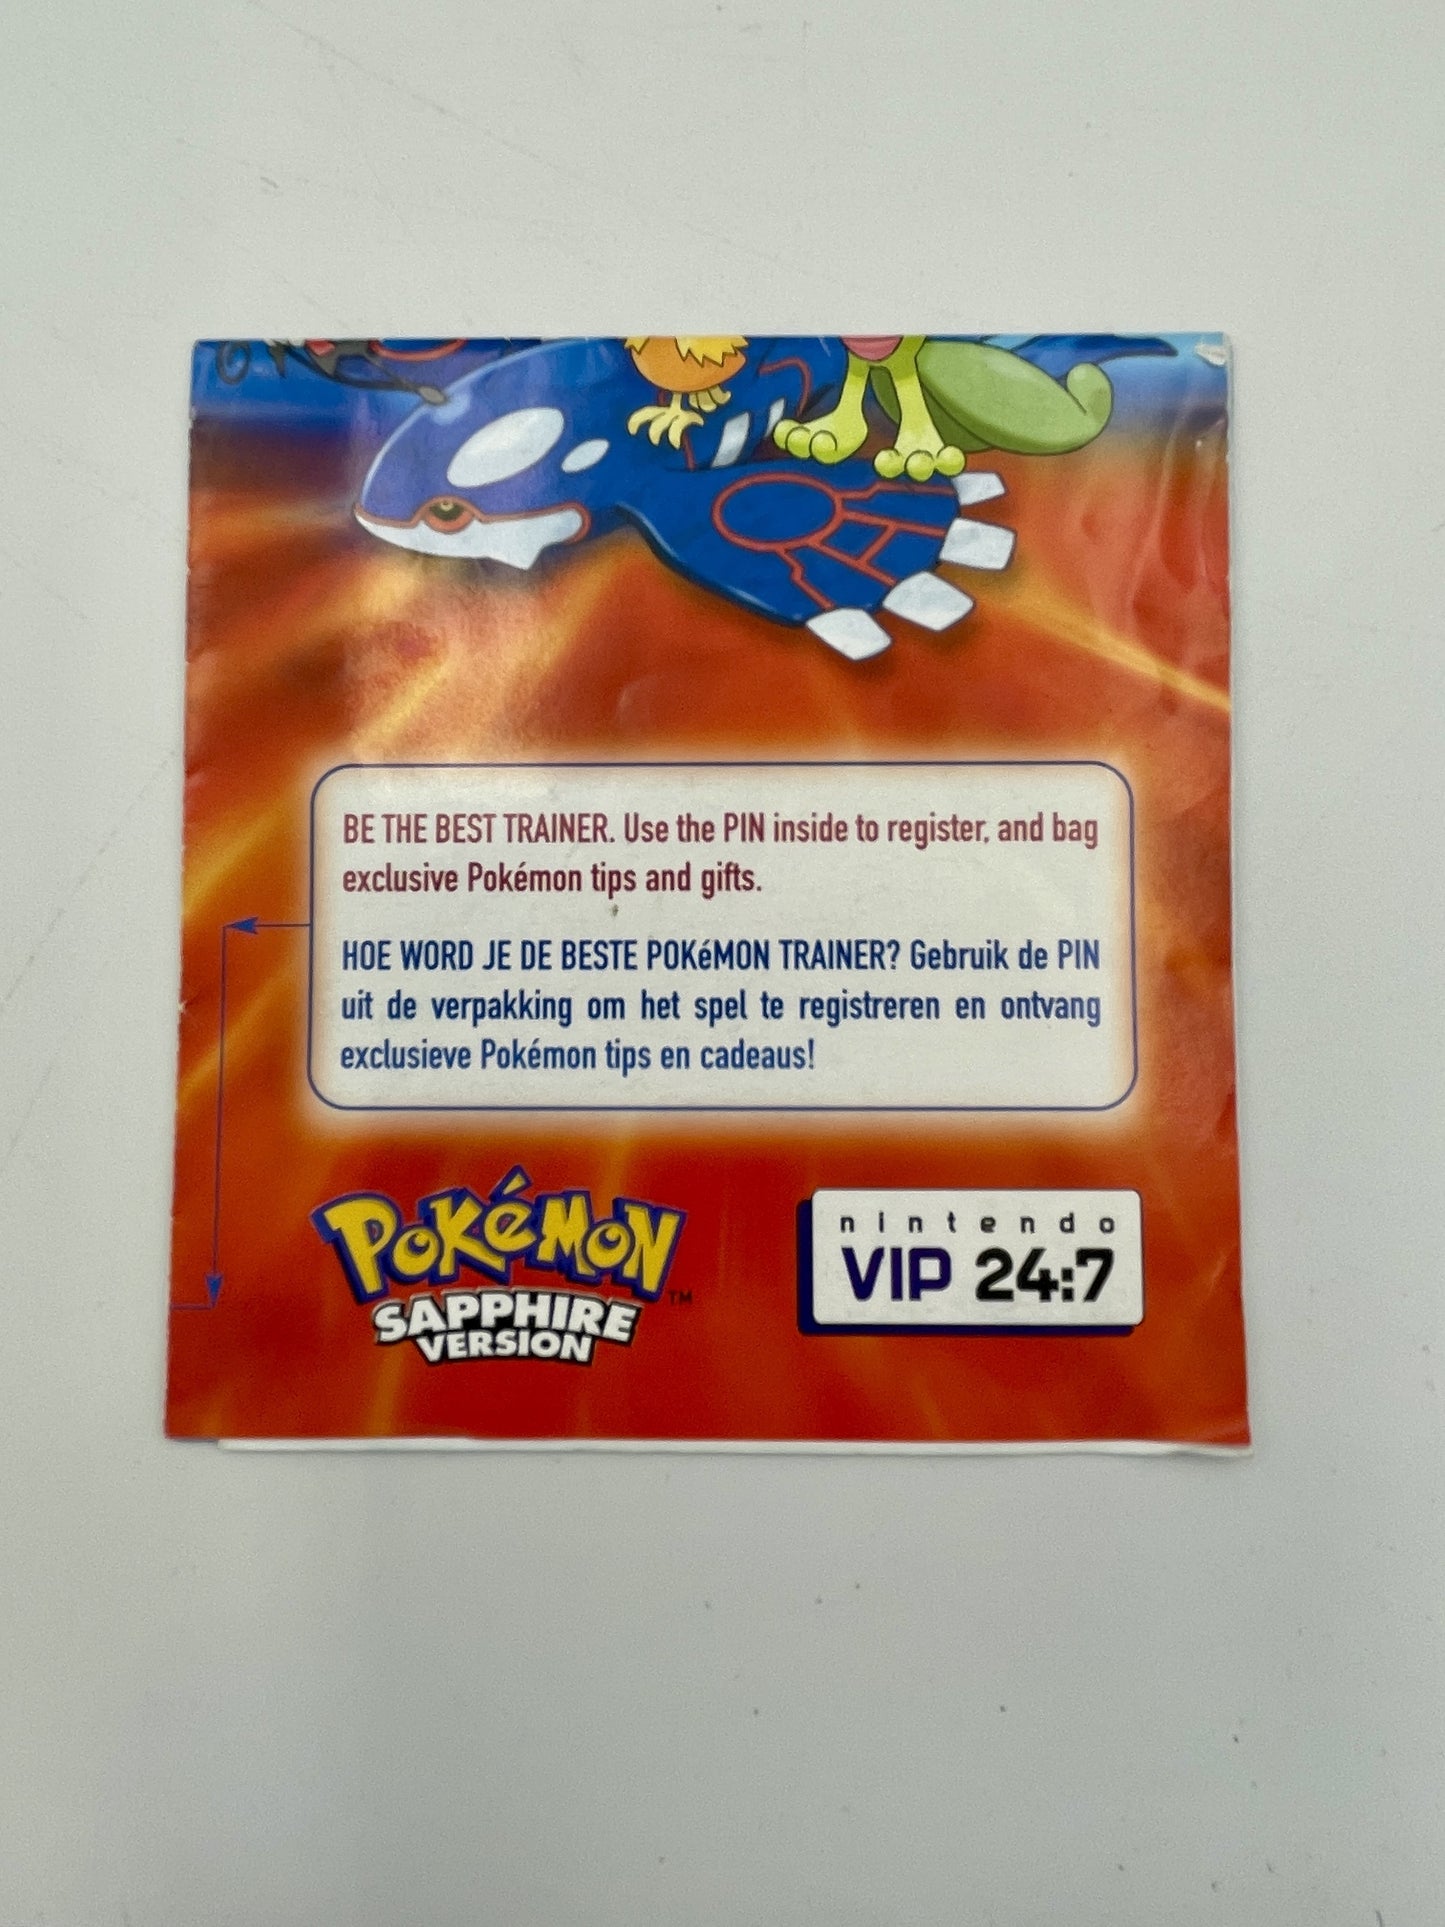 BE THE BEST TRAINER. Use the PIN inside to register, and bag
exclusive Pokémon tips and gifts.
HOE WORD JE DE BESTE POKéMON TRAINER? Gebruik de PIN
uit de verpakking om het spel te registreren en ontvang
exclusieve Pokémon tips en cadeaus!
POKéMON™
SAPPHIRE
VERSION
nintendo
VIP 24:7